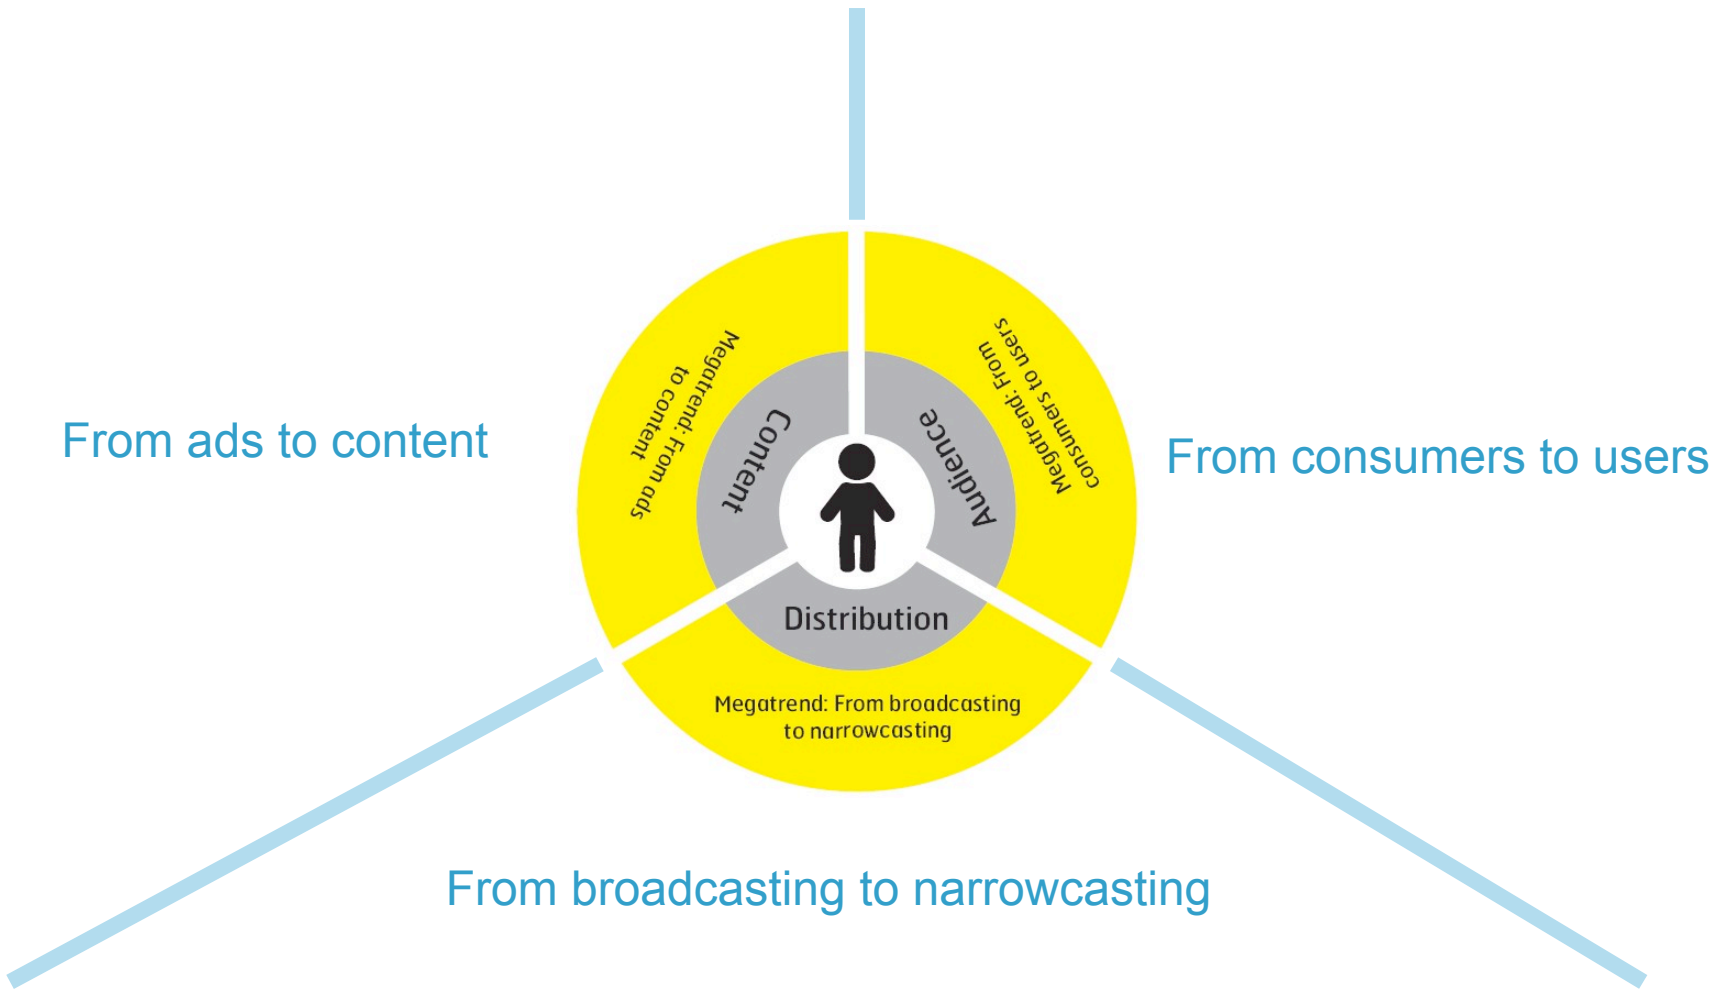 From ads to content
Megatrend: From ads
to content
Content
Audience
Megatrend: From
consumers to users
From consumers to users
Distribution
Megatrend: From broadcasting
to narrowcasting
From broadcasting to narrowcasting